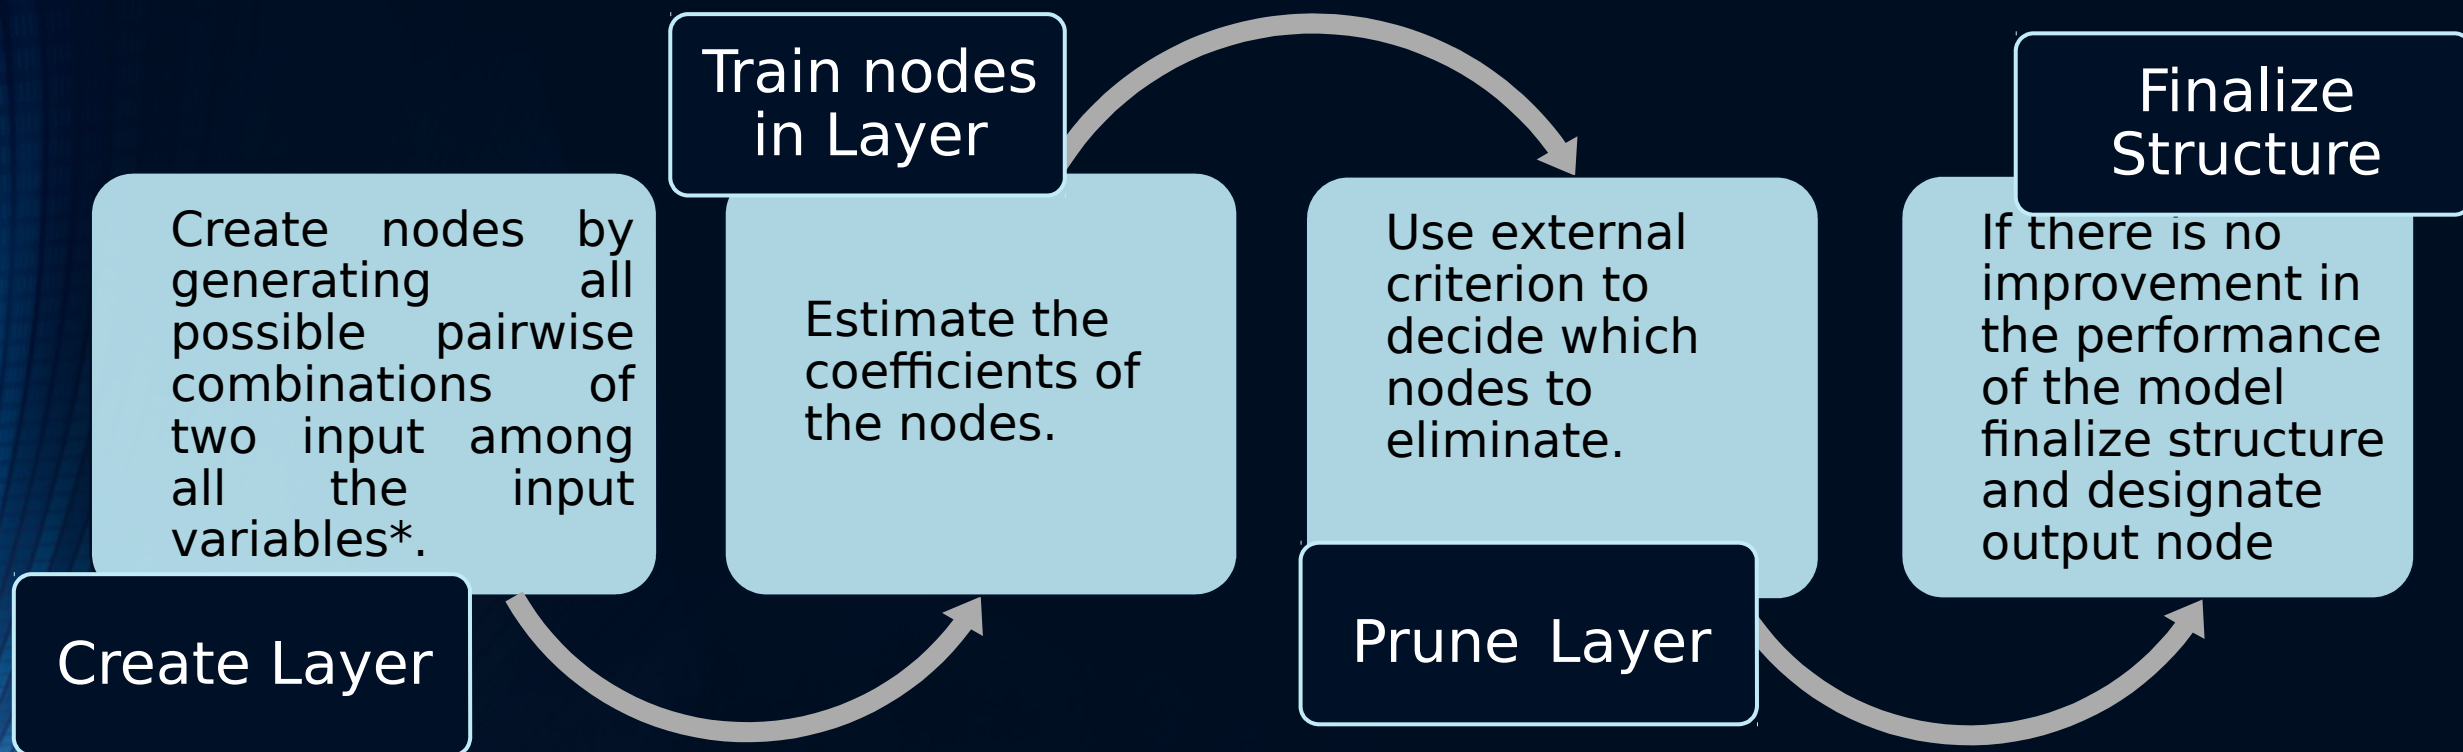 Create nodes by
generating all
possible pairwise
combinations of
two input among
all the input
variables*.
Create Layer
Train nodes
in Layer
Estimate the
coefficients of
the nodes.
Use external
criterion to
decide which
nodes to
eliminate.
Prune Layer
Finalize
Structure
If there is no
improvement in
the performance
of the model
finalize structure
and designate
output node